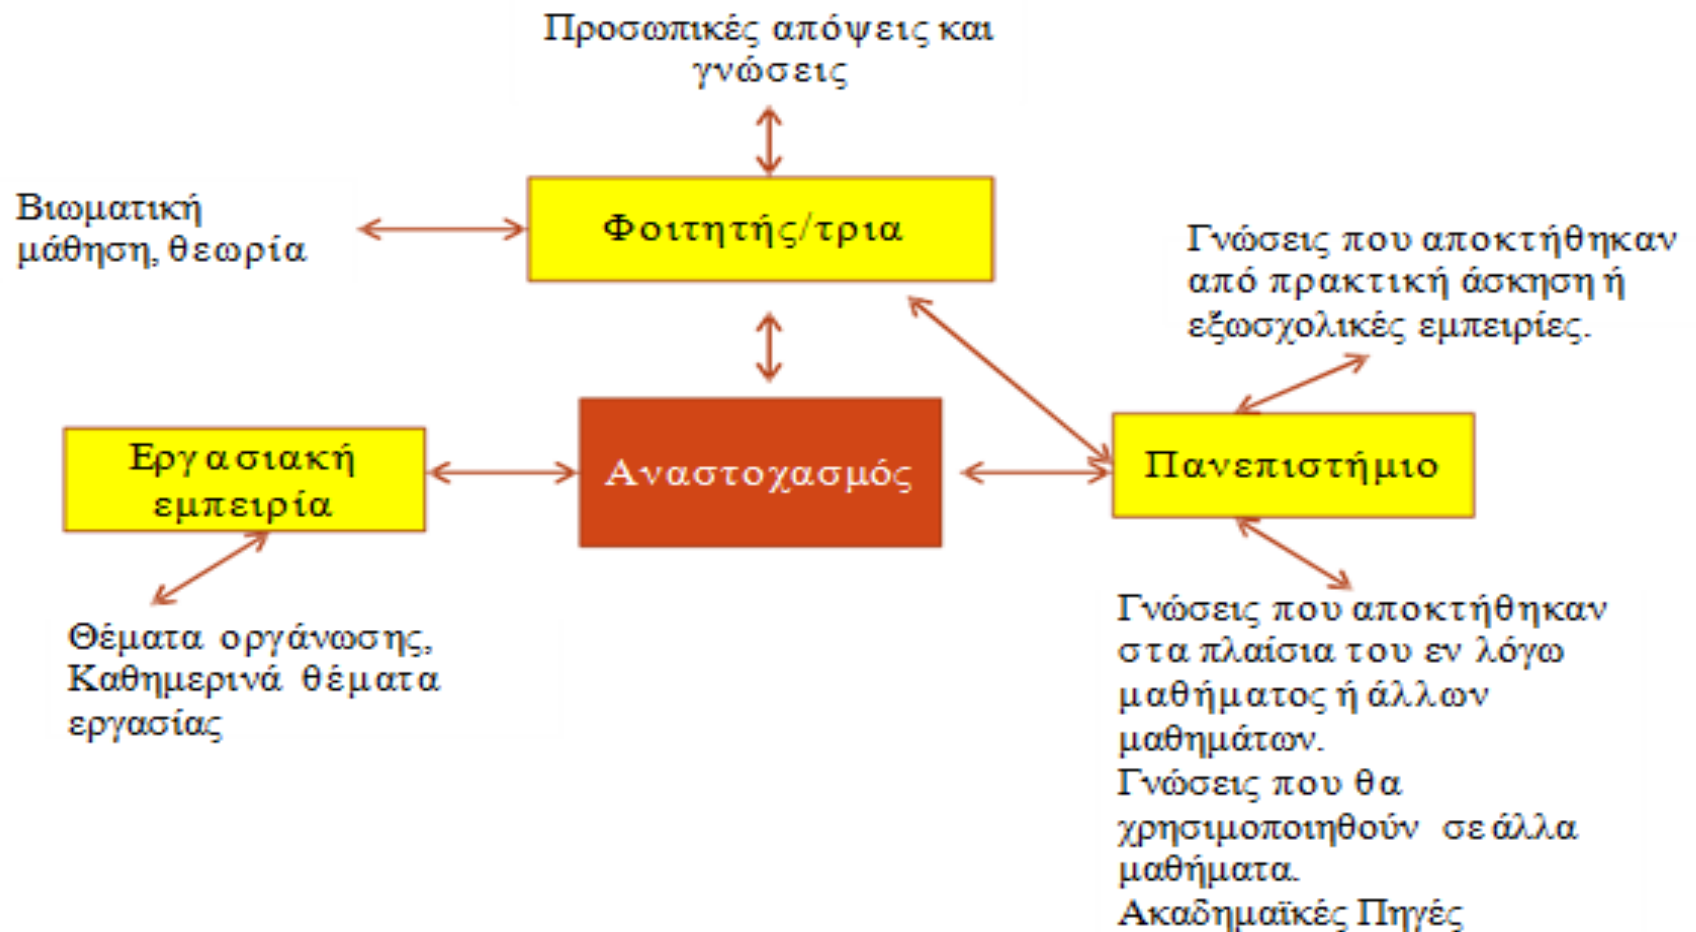 Προσωπικές απόψεις και
γνώσεις
Βιωματική
μάθηση, θεωρία
Φοιτητής/τρια
Γνώσεις που αποκτήθηκαν
από πρακτική άσκηση ή
εξωσχολικές εμπειρίες.
Εργασιακή
εμπειρία
Αναστοχασμός
Πανεπιστήμιο
Θέματα οργάνωσης,
Καθημερινά θέματα
εργασίας
Γνώσεις που αποκτήθηκαν
στα πλαίσια του εν λόγω
μαθήματος ή άλλων
μαθημάτων.
Γνώσεις που θα
χρησιμοποιηθούν σε άλλα
μαθήματα.
Ακαδημαϊκές Πηγές